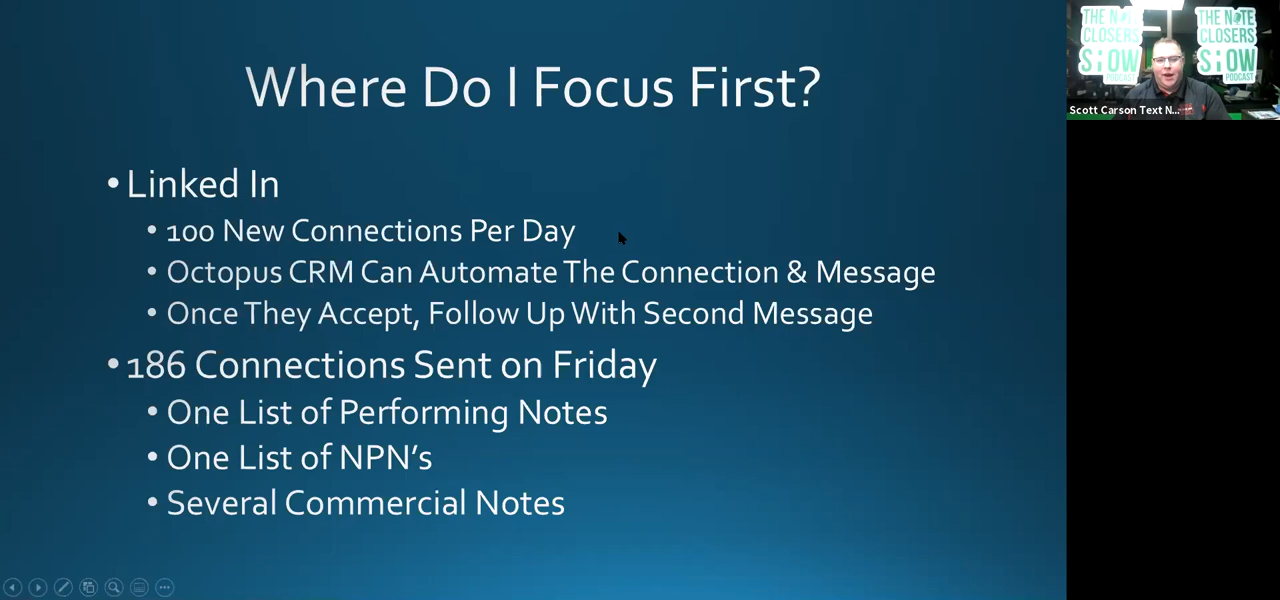 Where Do I Focus First?
•Linked In
•100 New Connections Per Day
•Octopus CRM Can Automate The Connection & Message
•Once They Accept, Follow Up With Second Message
•186 Connections Sent on Friday
•One List of Performing Notes
•One List of NPN’s
•Several Commercial Notes
THE NOTE
CLOSERS
SHOW
PODCAST
THE NOTE
CLOSERS
SHOW
PODCAST
Scott Carson Text N...